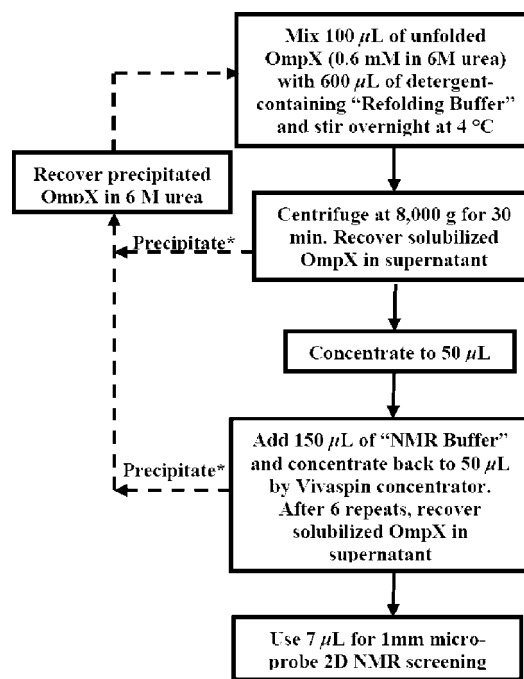 Mix 100 µL of unfolded
OmpX (0.6 mM in 6M urea)
with 600 µL of detergent-
containing “Refolding Buffer”
and stir overnight at 4 °C
Recover precipitated
OmpX in 6 M urea
Centrifuge at 8,000 g for 30
min. Recover solubilized
OmpX in supernatant
Precipitate*
Concentrate to 50 µL
Add 150 µL of “NMR Buffer”
and concentrate back to 50 µL
by Vivaspin concentrator.
After 6 repeats, recover
solubilized OmpX in
supernatant
Precipitate*
Use 7 µL for 1mm micro-
probe 2D NMR screening